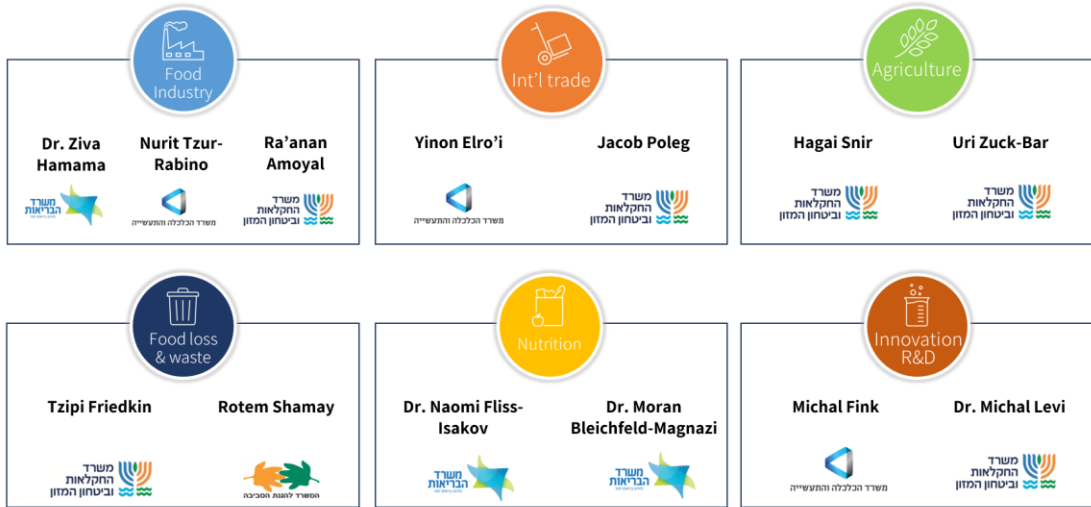 Food
Industry
Dr. Ziva
Hamama
משרד
הבריאות
Nurit Tzur-
Rabino
משרד הכלכלה והתעשייה
Ra'anan
Amoyal
משרד
החקלאות
וביטחון המזון
Int'l trade
Yinon Elro'i
משרד הכלכלה והתעשייה
Jacob Poleg
משרד
החקלאות
וביטחון המזון
Agriculture
Hagai Snir
משרד
החקלאות
וביטחון המזון
Uri Zuck-Bar
משרד
החקלאות
וביטחון המזון
Food loss
& waste
Tzipi Friedkin
משרד
החקלאות
וביטחון המזון
Rotem Shamay
המשרד להגנת הסביבה
Nutrition
Dr. Naomi Fliss-
Isakov
משרד
הבריאות
Dr. Moran
Bleichfeld-Magnazi
משרד
הבריאות
Innovation
R&D
Michal Fink
משרד הכלכלה והתעשייה
Dr. Michal Levi
משרד
החקלאות
וביטחון המזון